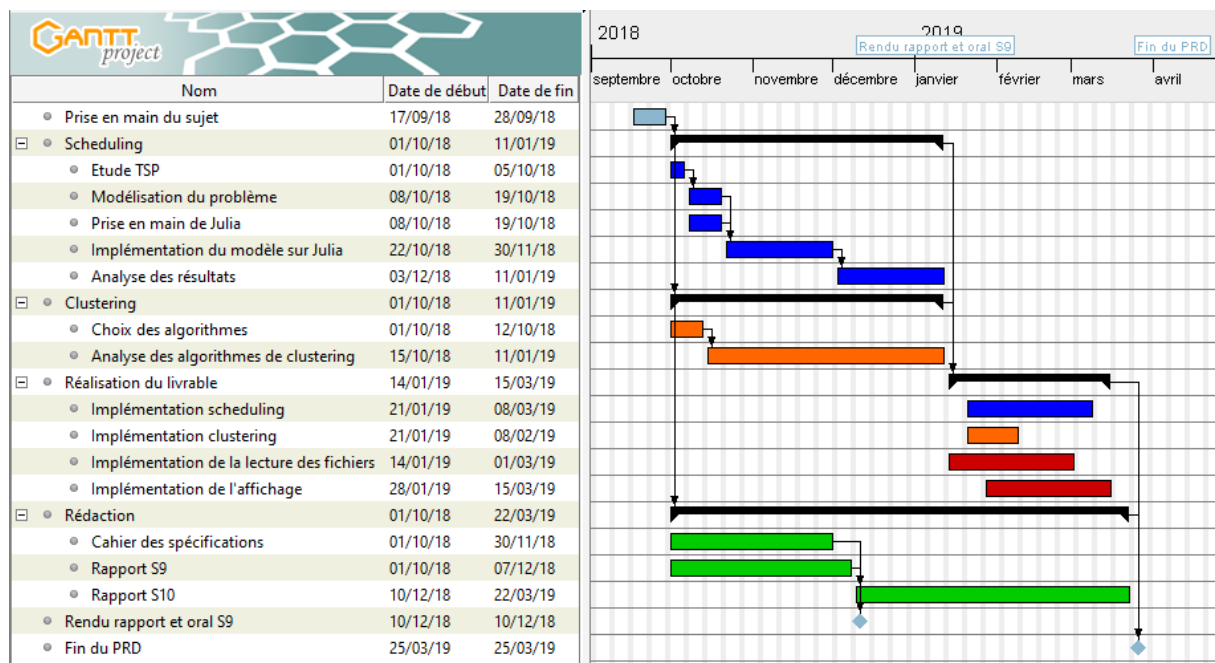 GANTT
project
2018
2019
Rendu rapport et oral S9
Fin du PRD
septembre octobre novembre décembre janvier février mars avril
Nom Date de début Date de fin
Prise en main du sujet 17/09/18 28/09/18
Scheduling 01/10/18 11/01/19
Etude TSP 01/10/18 05/10/18
Modélisation du problème 08/10/18 19/10/18
Prise en main de Julia 08/10/18 19/10/18
Implémentation du modèle sur Julia 22/10/18 30/11/18
Analyse des résultats 03/12/18 11/01/19
Clustering 01/10/18 11/01/19
Choix des algorithmes 01/10/18 12/10/18
Analyse des algorithmes de clustering 15/10/18 11/01/19
Réalisation du livrable 14/01/19 15/03/19
Implémentation scheduling 21/01/19 08/03/19
Implémentation clustering 21/01/19 08/02/19
Implémentation de la lecture des fichiers 14/01/19 01/03/19
Implémentation de l'affichage 28/01/19 15/03/19
Rédaction 01/10/18 22/03/19
Cahier des spécifications 01/10/18 30/11/18
Rapport S9 01/10/18 07/12/18
Rapport S10 10/12/18 22/03/19
Rendu rapport et oral S9 10/12/18 10/12/18
Fin du PRD 25/03/19 25/03/19